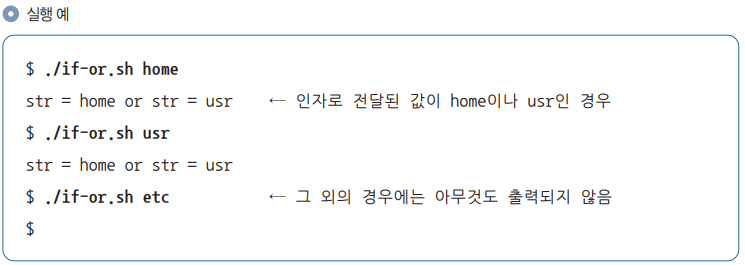 실행 예
$ ./if-or.sh home
str = home or str = usr ← 인자로 전달된 값이 home이나 usr인 경우
$ ./if-or.sh usr
str = home or str = usr
$ ./if-or.sh etc ← 그 외의 경우에는 아무것도 출력되지 않음
$